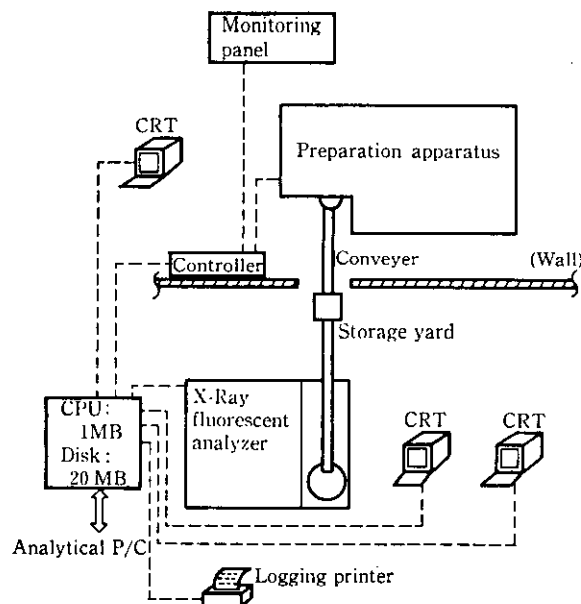 Monitoring
panel
CRT
Preparation apparatus
Controller
Conveyer
(Wall)
Storage yard
X-Ray
fluorescent
analyzer
CPU:
1MB
Disk:
20 MB
CRT
CRT
Analytical P/C
Logging printer